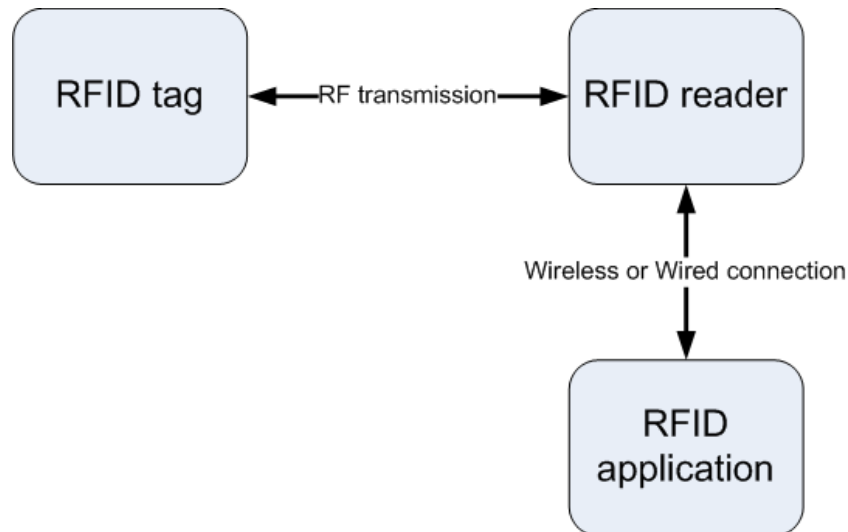 RFID tag
RF transmission
RFID reader
Wireless or Wired connection
RFID
application